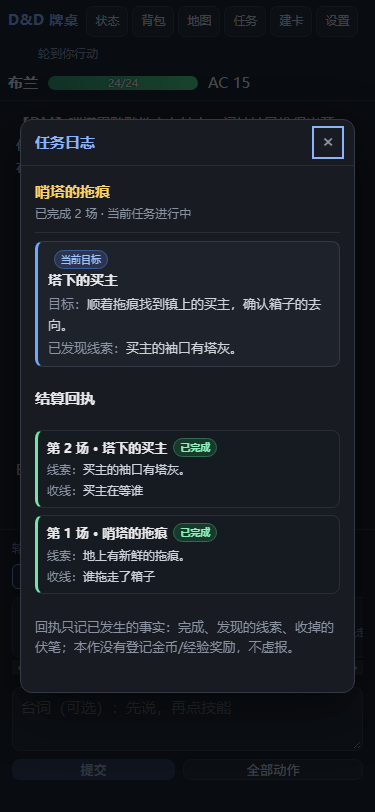 D&D 牌桌
状态
背包
地图
任务
建卡
设置
轮到你行动
布兰
24/24
AC 15
任务日志
×
哨塔的拖痕
已完成 2 场 · 当前任务进行中
当前目标
塔下的买主
目标：顺着拖痕找到镇上的买主，确认箱子的去
向。
已发现线索：买主的袖口有塔灰。
结算回执
第 2 场 • 塔下的买主 已完成
线索：买主的袖口有塔灰。
收线：买主在等谁
第 1 场 • 哨塔的拖痕 已完成
线索：地上有新鲜的拖痕。
收线：谁拖走了箱子
回执只记已发生的事实：完成、发现的线索、收掉的
伏笔；本作没有登记金币/经验奖励，不虚报。
台词（可选）：先说，再点技能
提交
全部动作